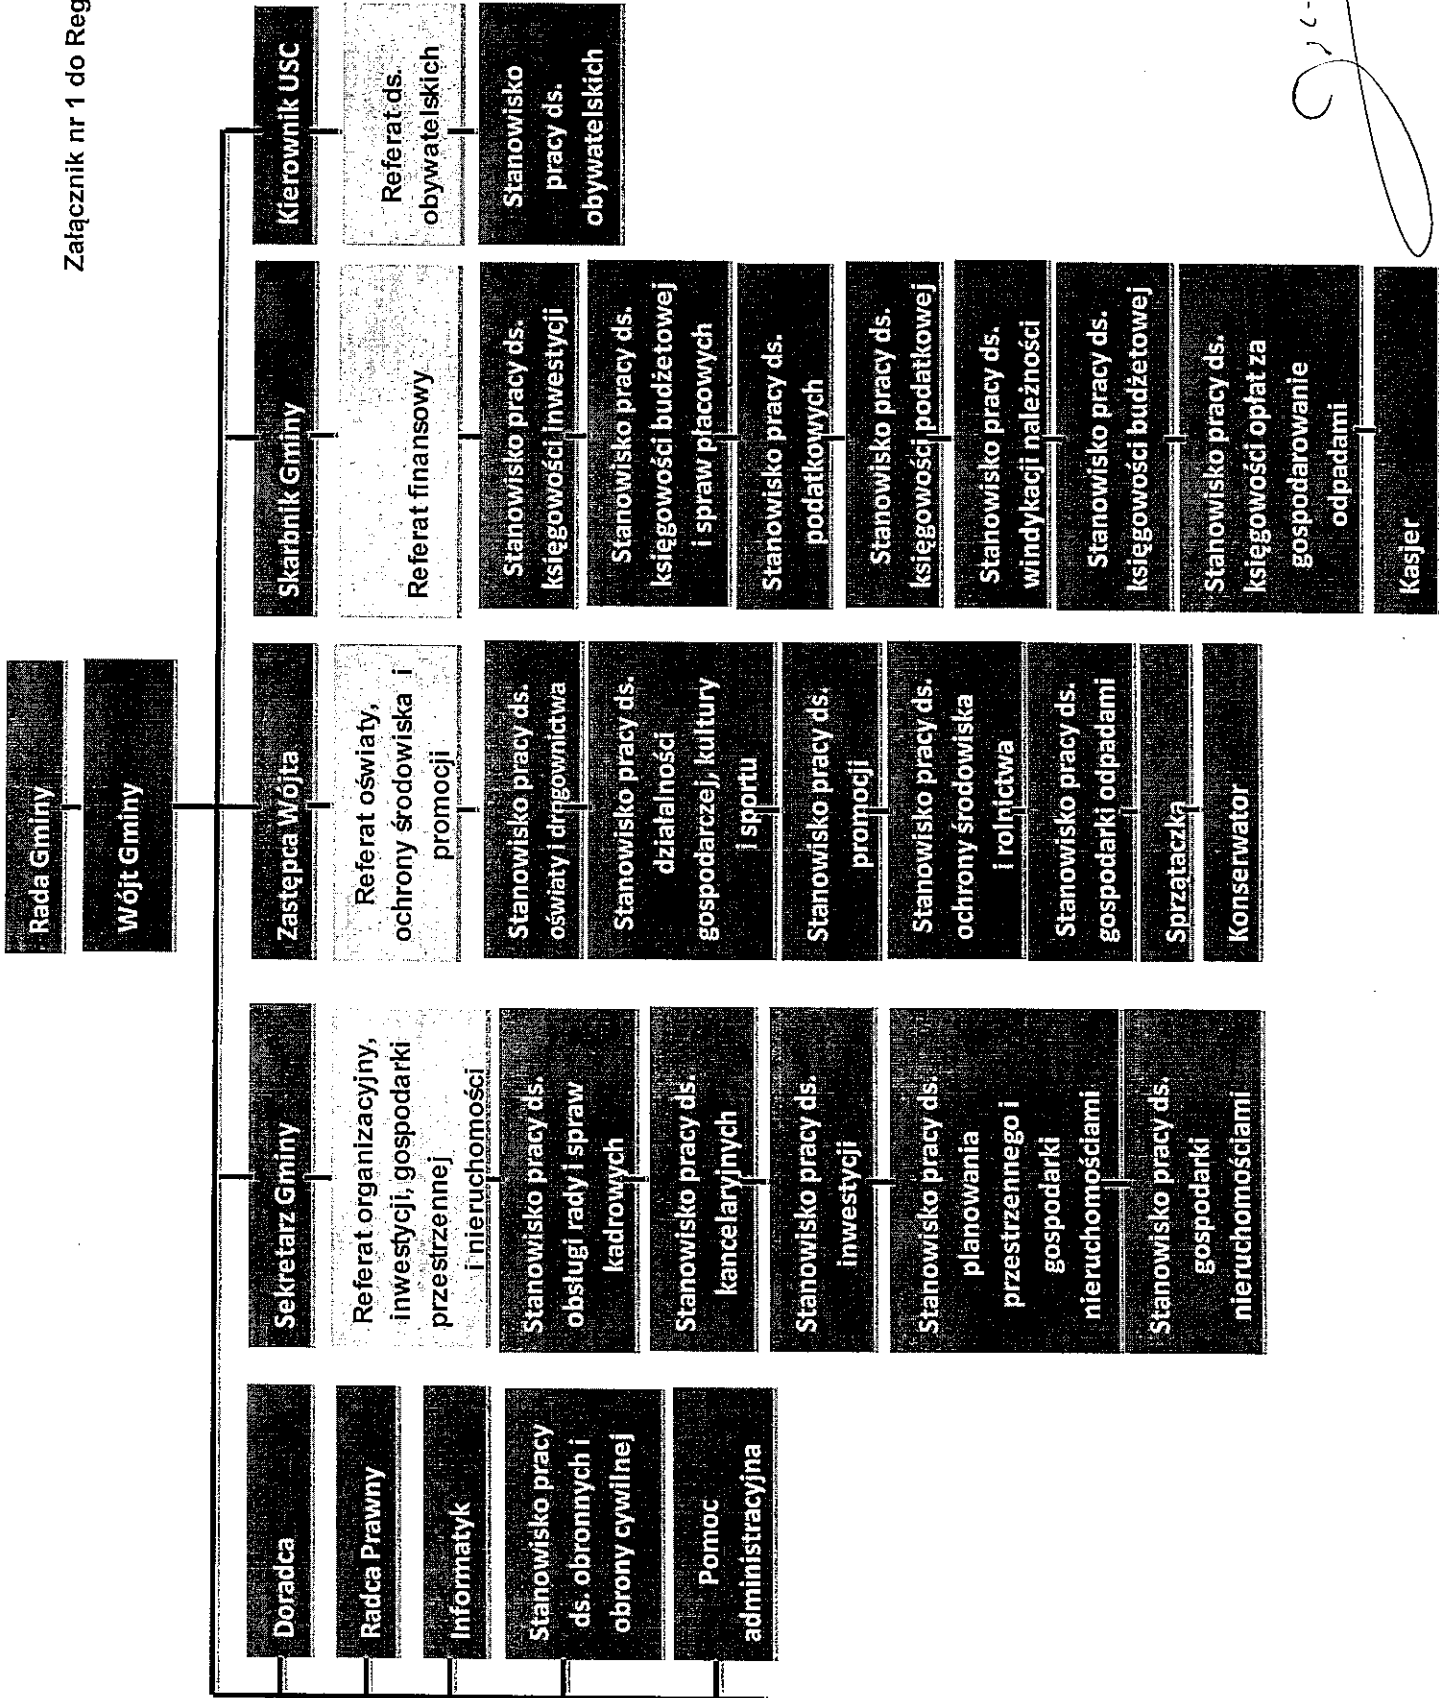 Załącznik nr 1 do Reg
Rada Gminy
Wójt Gminy
Doradca
Radca Prawny
Informatyk
Stanowisko pracy
ds. obronnych i
obrony cywilnej
Pomoc
administracyjna
Sekretarz Gminy
Referat organizacyjny,
inwestycji, gospodarki
przestrzennej
i nieruchomości
Stanowisko pracy ds.
obsługi rady i spraw
kadrowych
Stanowisko pracy ds.
kancelaryjnych
Stanowisko pracy ds.
inwestycji
Stanowisko pracy ds.
planowania
przestrzennego i
gospodarki
nieruchomościami
Stanowisko pracy ds.
gospodarki
nieruchomościami
Zastępca Wójta
Referat oświaty,
ochrony środowiska i
promocji
Stanowisko pracy ds.
oświaty i drogownictwa
Stanowisko pracy ds.
działalności
gospodarczej, kultury
i sportu
Stanowisko pracy ds.
promocji
Stanowisko pracy ds.
ochrony środowiska
i rolnictwa
Stanowisko pracy ds.
gospodarki odpadami
Sprzątaczka
Konserwator
Skarbnik Gminy
Referat finansowy
Stanowisko pracy ds.
księgowości inwestycji
Stanowisko pracy ds.
księgowości budżetowej
i spraw płacowych
Stanowisko pracy ds.
podatkowych
Stanowisko pracy ds.
księgowości podatkowej
Stanowisko pracy ds.
windykacji należności
Stanowisko pracy ds.
księgowości budżetowej
Stanowisko pracy ds.
księgowości opłat za
gospodarowanie
odpadami
Kasjer
Kierownik USC
Referat ds.
obywatelskich
Stanowisko
pracy ds.
obywatelskich